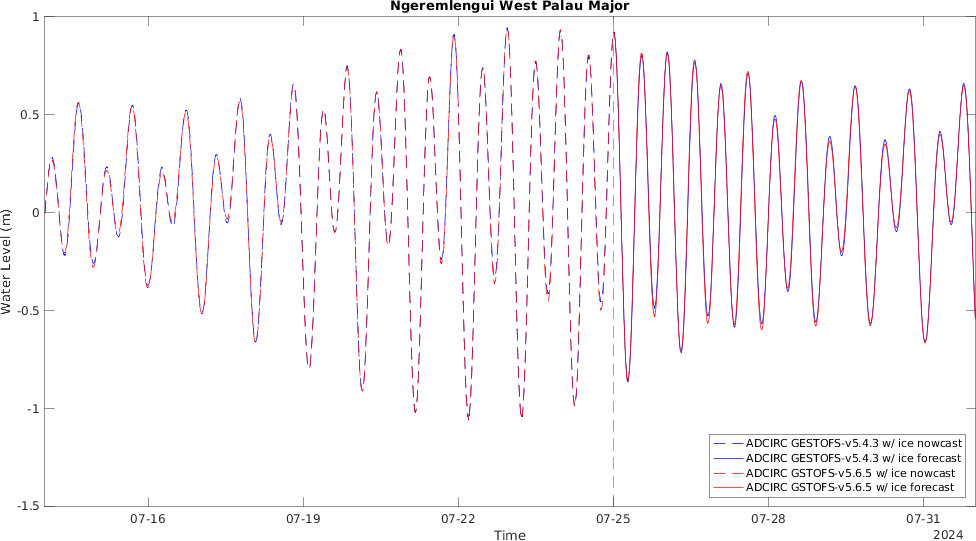 Ngeremlengui West Palau Major
1
0.5
0
-0.5
-1
-1.5
Water Level (m)
07-16
07-19
07-22
07-25
07-28
07-31
2024
Time
ADCIRC GESTOFS-v5.4.3 w/ ice nowcast
ADCIRC GESTOFS-v5.4.3 w/ ice forecast
ADCIRC GSTOFS-v5.6.5 w/ ice nowcast
ADCIRC GSTOFS-v5.6.5 w/ ice forecast